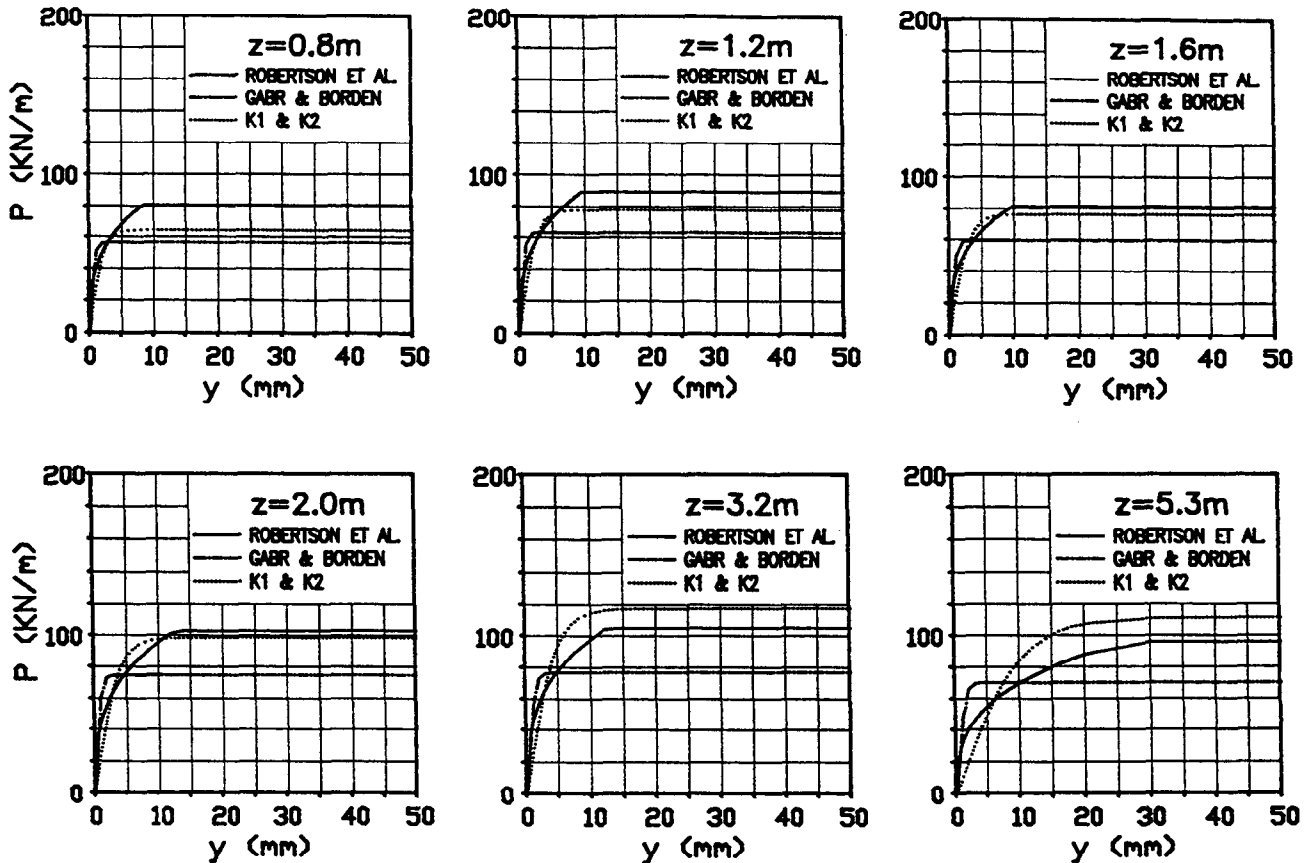 200
z=0.8m
ROBERTSON ET AL.
GABR & BORDEN
K1 & K2
P (KN/m)
100
0
0 10 20 30 40 50
y (mm)
200
z=1.2m
ROBERTSON ET AL.
GABR & BORDEN
K1 & K2
100
0
0 10 20 30 40 50
y (mm)
200
z=1.6m
ROBERTSON ET AL.
GABR & BORDEN
K1 & K2
100
0
0 10 20 30 40 50
y (mm)
200
z=2.0m
ROBERTSON ET AL.
GABR & BORDEN
K1 & K2
P (KN/m)
100
0
0 10 20 30 40 50
y (mm)
200
z=3.2m
ROBERTSON ET AL.
GABR & BORDEN
K1 & K2
100
0
0 10 20 30 40 50
y (mm)
200
z=5.3m
ROBERTSON ET AL.
GABR & BORDEN
K1 & K2
100
0
0 10 20 30 40 50
y (mm)